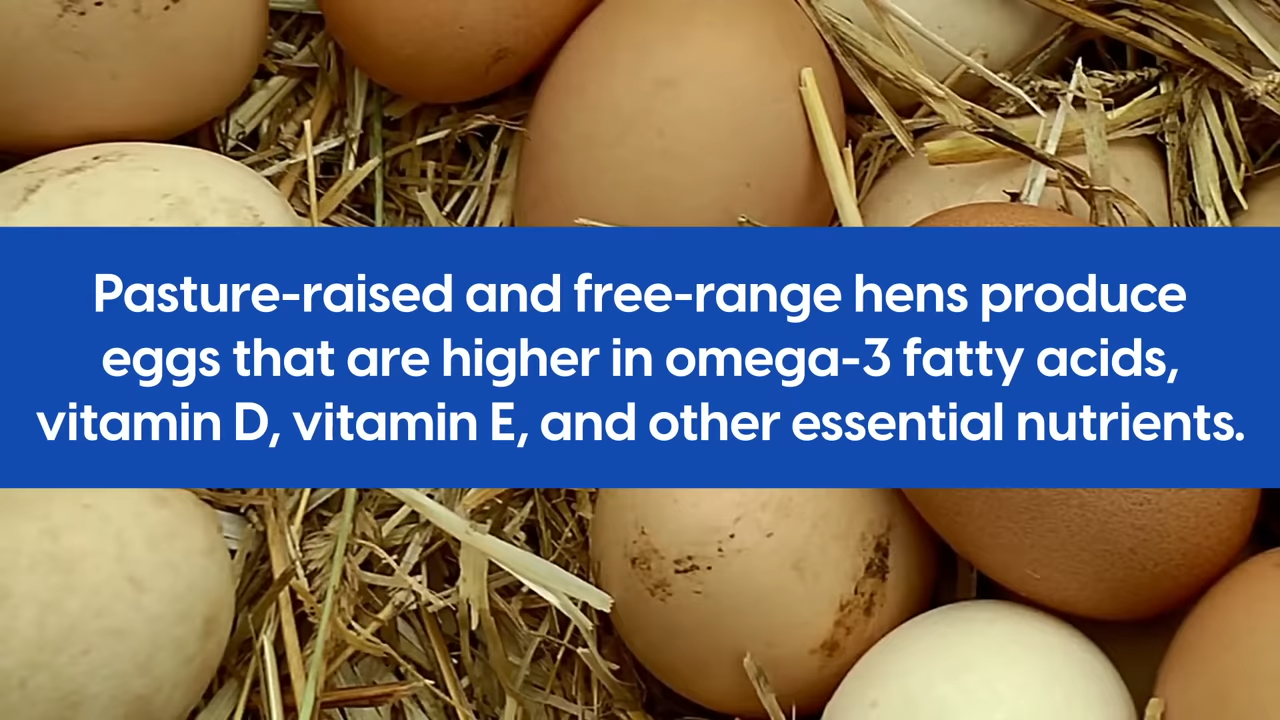 Pasture-raised and free-range hens produce
eggs that are higher in omega-3 fatty acids,
vitamin D, vitamin E, and other essential nutrients.